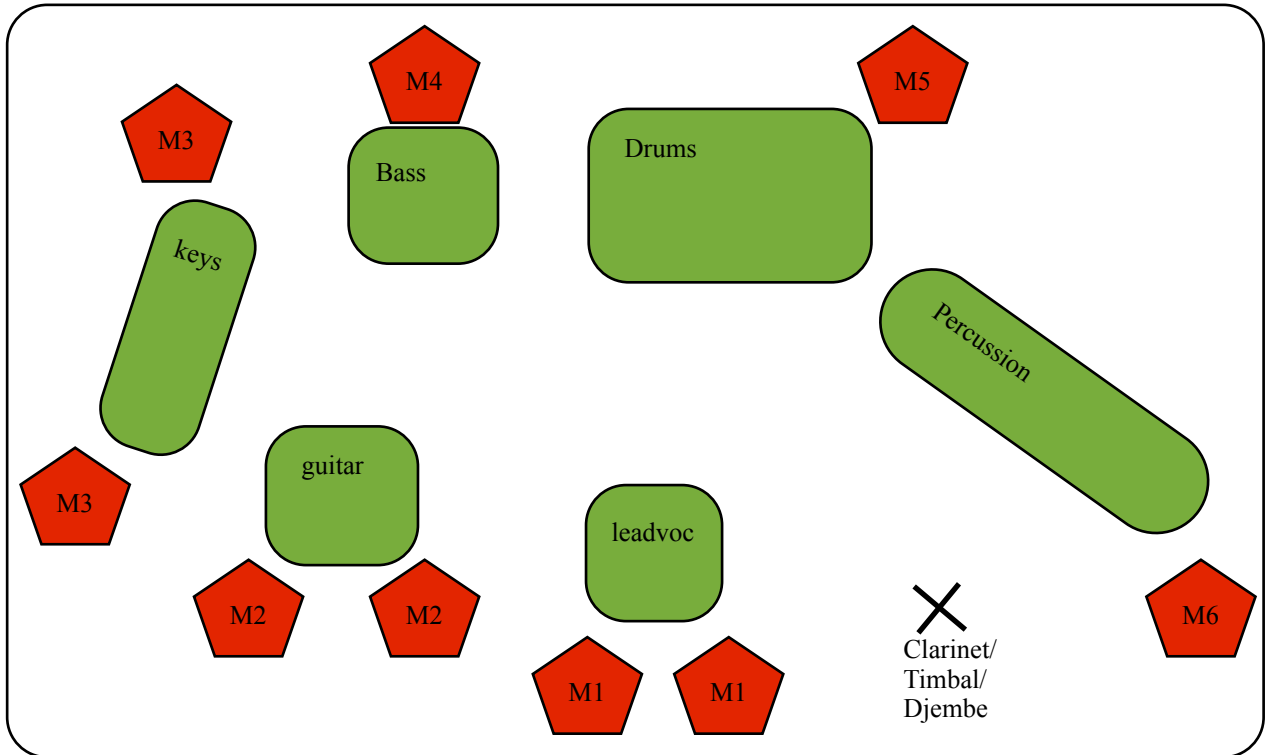 M4
M5
M3
Bass
Drums
keys
Percussion
guitar
M3
leadvoc
M2
M2
M6
Clarinet/
Timbal/
Djembe
M1
M1